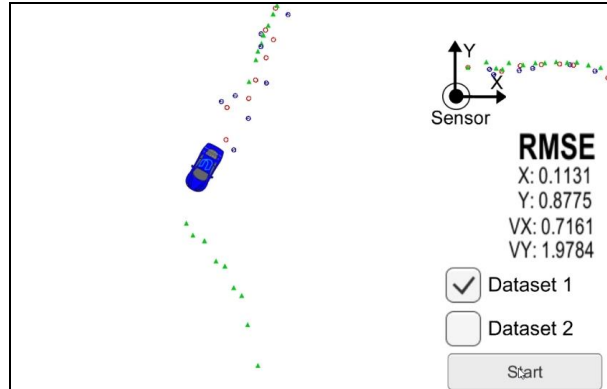 Y
X
Sensor
RMSE
X: 0.1131
Y: 0.8775
VX: 0.7161
VY: 1.9784
Dataset 1
Dataset 2
Start